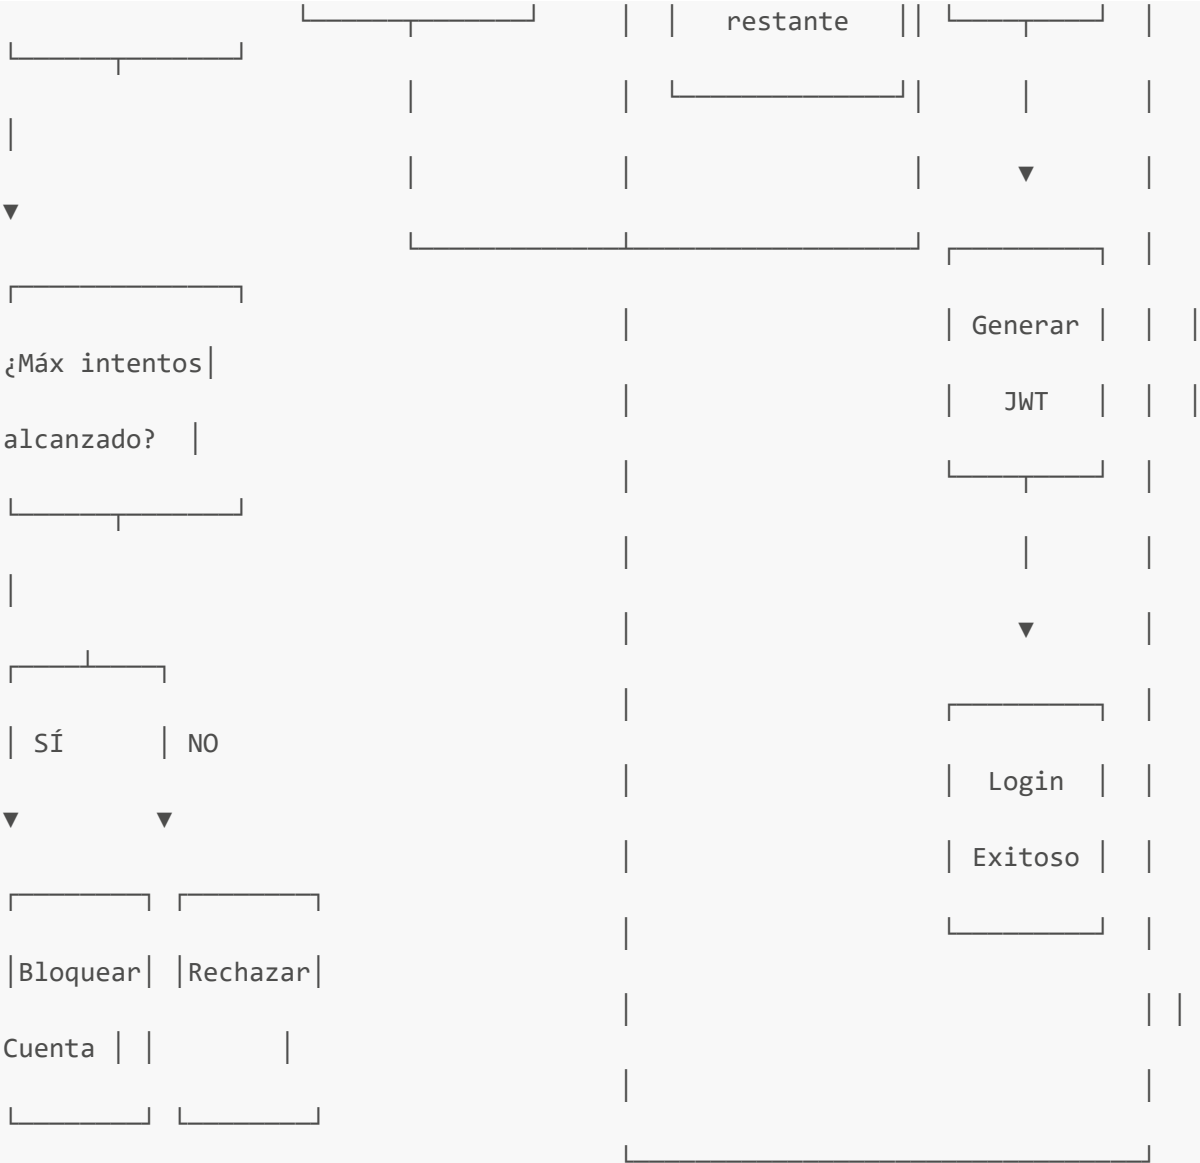 restante
Generar
¿Máx intentos
JWT
alcanzado?
SÍ NO
Login
Exitoso
Bloquear Rechazar
Cuenta